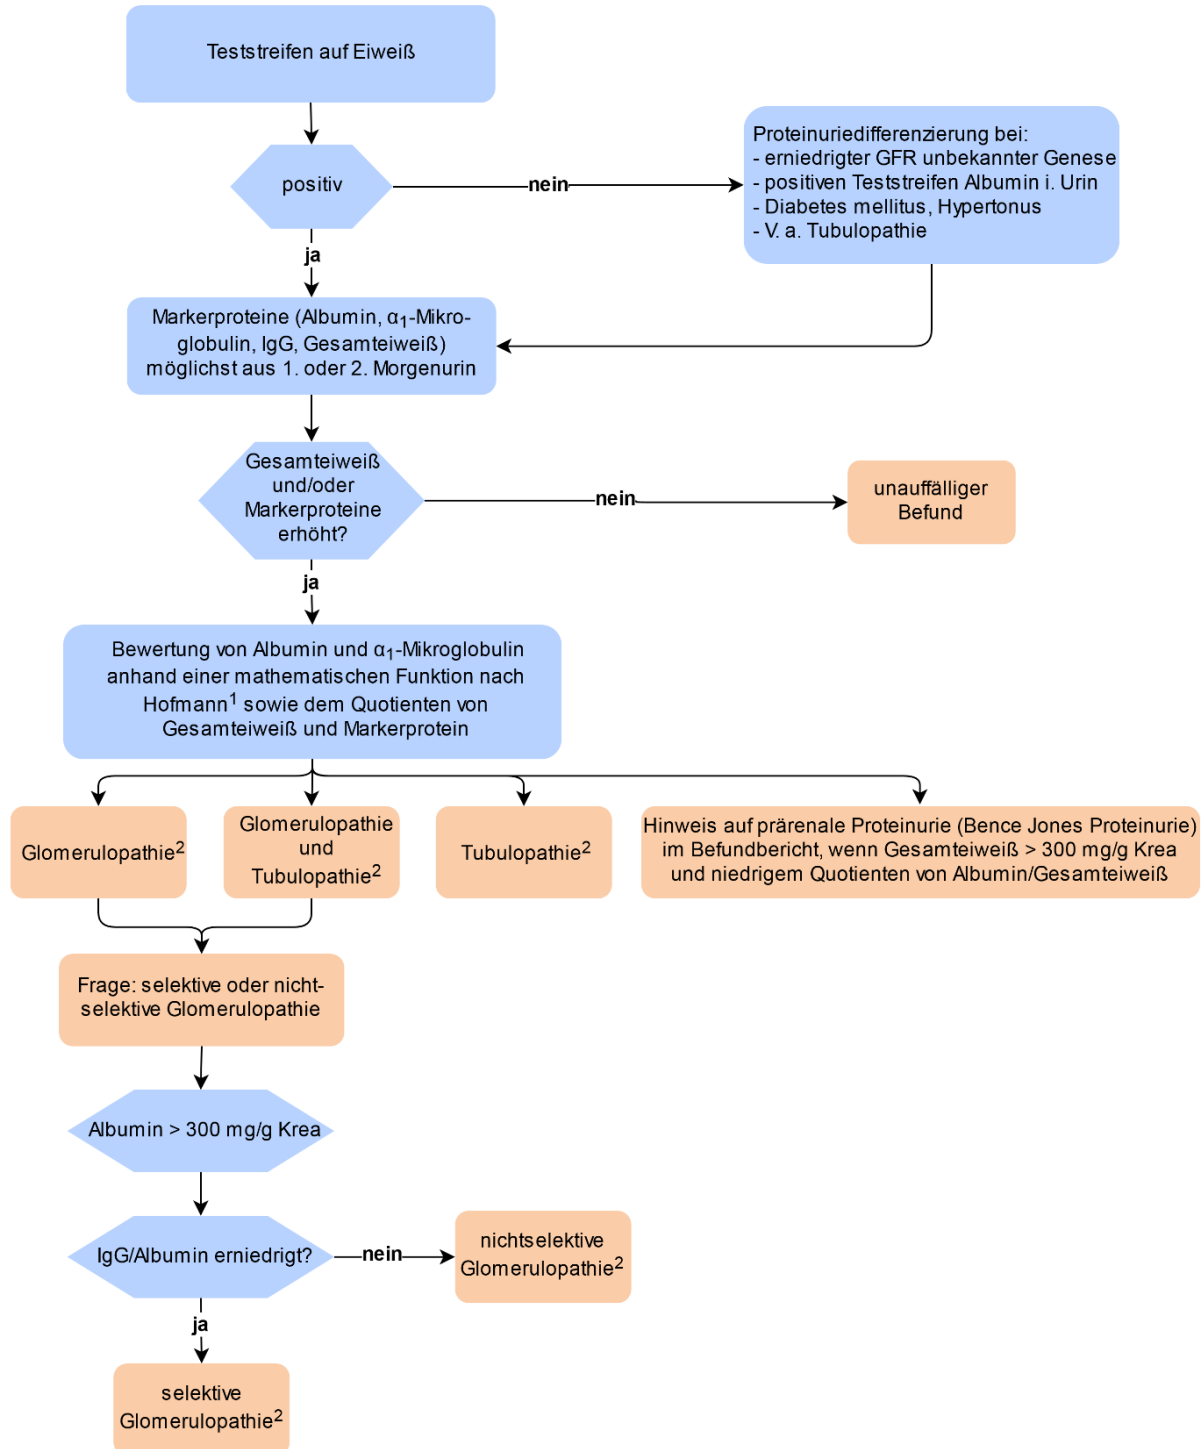 Teststreifen auf Eiweiß
positiv
nein
Proteinuriedifferenzierung bei:
- erniedrigter GFR unbekannter Genese
- positiven Teststreifen Albumin i. Urin
- Diabetes mellitus, Hypertonus
- V. a. Tubulopathie
ja
Markerproteine (Albumin, α₁-Mikro-
globulin, IgG, Gesamteiweiß)
möglichst aus 1. oder 2. Morgenurin
Gesamteiweiß
und/oder
Markerproteine
erhöht?
nein
unauffälliger
Befund
ja
Bewertung von Albumin und α₁-Mikroglobulin
anhand einer mathematischen Funktion nach
Hofmann¹ sowie dem Quotienten von
Gesamteiweiß und Markerprotein
Glomerulopathie²
Glomerulopathie
und
Tubulopathie²
Tubulopathie²
Hinweis auf prärenale Proteinurie (Bence Jones Proteinurie)
im Befundbericht, wenn Gesamteiweiß > 300 mg/g Krea
und niedrigem Quotienten von Albumin/Gesamteiweiß
Frage: selektive oder nicht-
selektive Glomerulopathie
Albumin > 300 mg/g Krea
IgG/Albumin erniedrigt?
nein
nichtselektive
Glomerulopathie²
ja
selektive
Glomerulopathie²